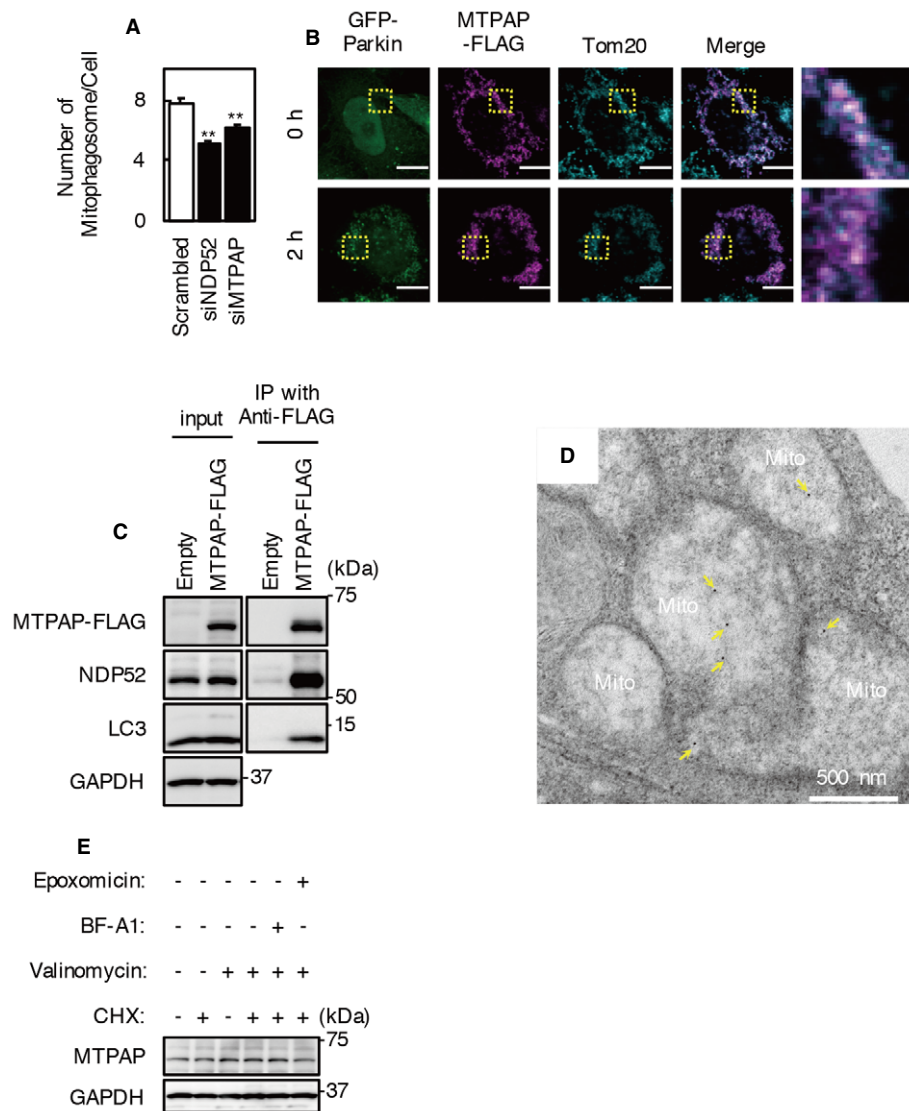 A
Number of
Mitophagosome/Cell
8
4
0
**
**
Scrambled
siNDP52
siMTPAP
B
GFP-
Parkin
MTPAP
-FLAG
Tom20
Merge
0 h
2 h
C
input
IP with
Anti-FLAG
Empty
MTPAP-FLAG
Empty
MTPAP-FLAG
(kDa)
MTPAP-FLAG
75
NDP52
50
LC3
15
GAPDH
37
D
Mito
Mito
Mito
Mito
500 nm
E
Epoxomicin: - - - - - +
BF-A1: - - - - + -
Valinomycin: - - + + + +
CHX: - + - + + + (kDa)
MTPAP
75
GAPDH
37